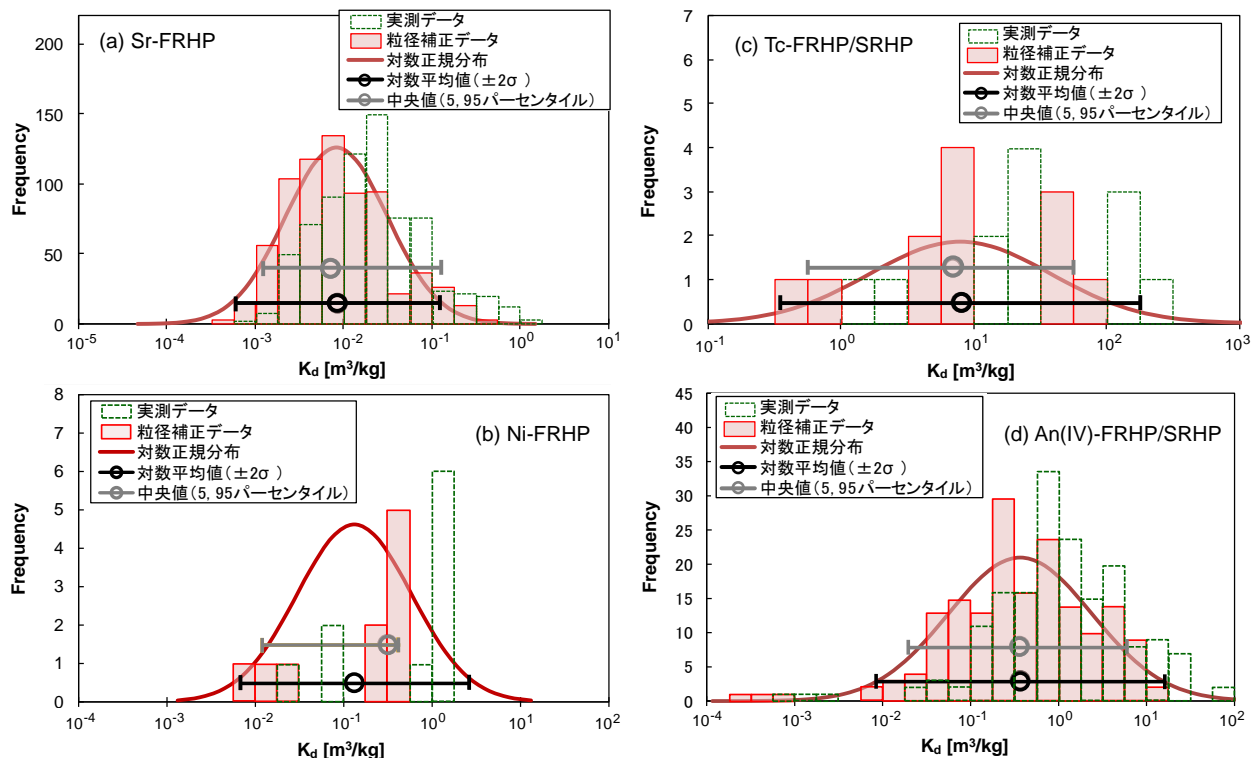 (a) Sr-FRHP
実測データ
粒径補正データ
対数正規分布
対数平均値(±2σ)
中央値(5, 95パーセンタイル)
Frequency
200
150
100
50
0
10-5
10-4
10-3
10-2
10-1
100
101
Kd [m3/kg]
(c) Tc-FRHP/SRHP
実測データ
粒径補正データ
対数正規分布
対数平均値(±2σ)
中央値(5, 95パーセンタイル)
Frequency
7
6
5
4
3
2
1
0
10-1
100
101
102
103
Kd [m3/kg]
(b) Ni-FRHP
実測データ
粒径補正データ
対数正規分布
対数平均値(±2σ)
中央値(5, 95パーセンタイル)
Frequency
8
7
6
5
4
3
2
1
0
10-4
10-3
10-2
10-1
100
102
Kd [m3/kg]
(d) An(IV)-FRHP/SRHP
実測データ
粒径補正データ
対数正規分布
対数平均値(±2σ)
中央値(5, 95パーセンタイル)
Frequency
45
40
35
30
25
20
15
10
5
0
10-4
10-3
10-2
10-1
100
101
102
Kd [m3/kg]